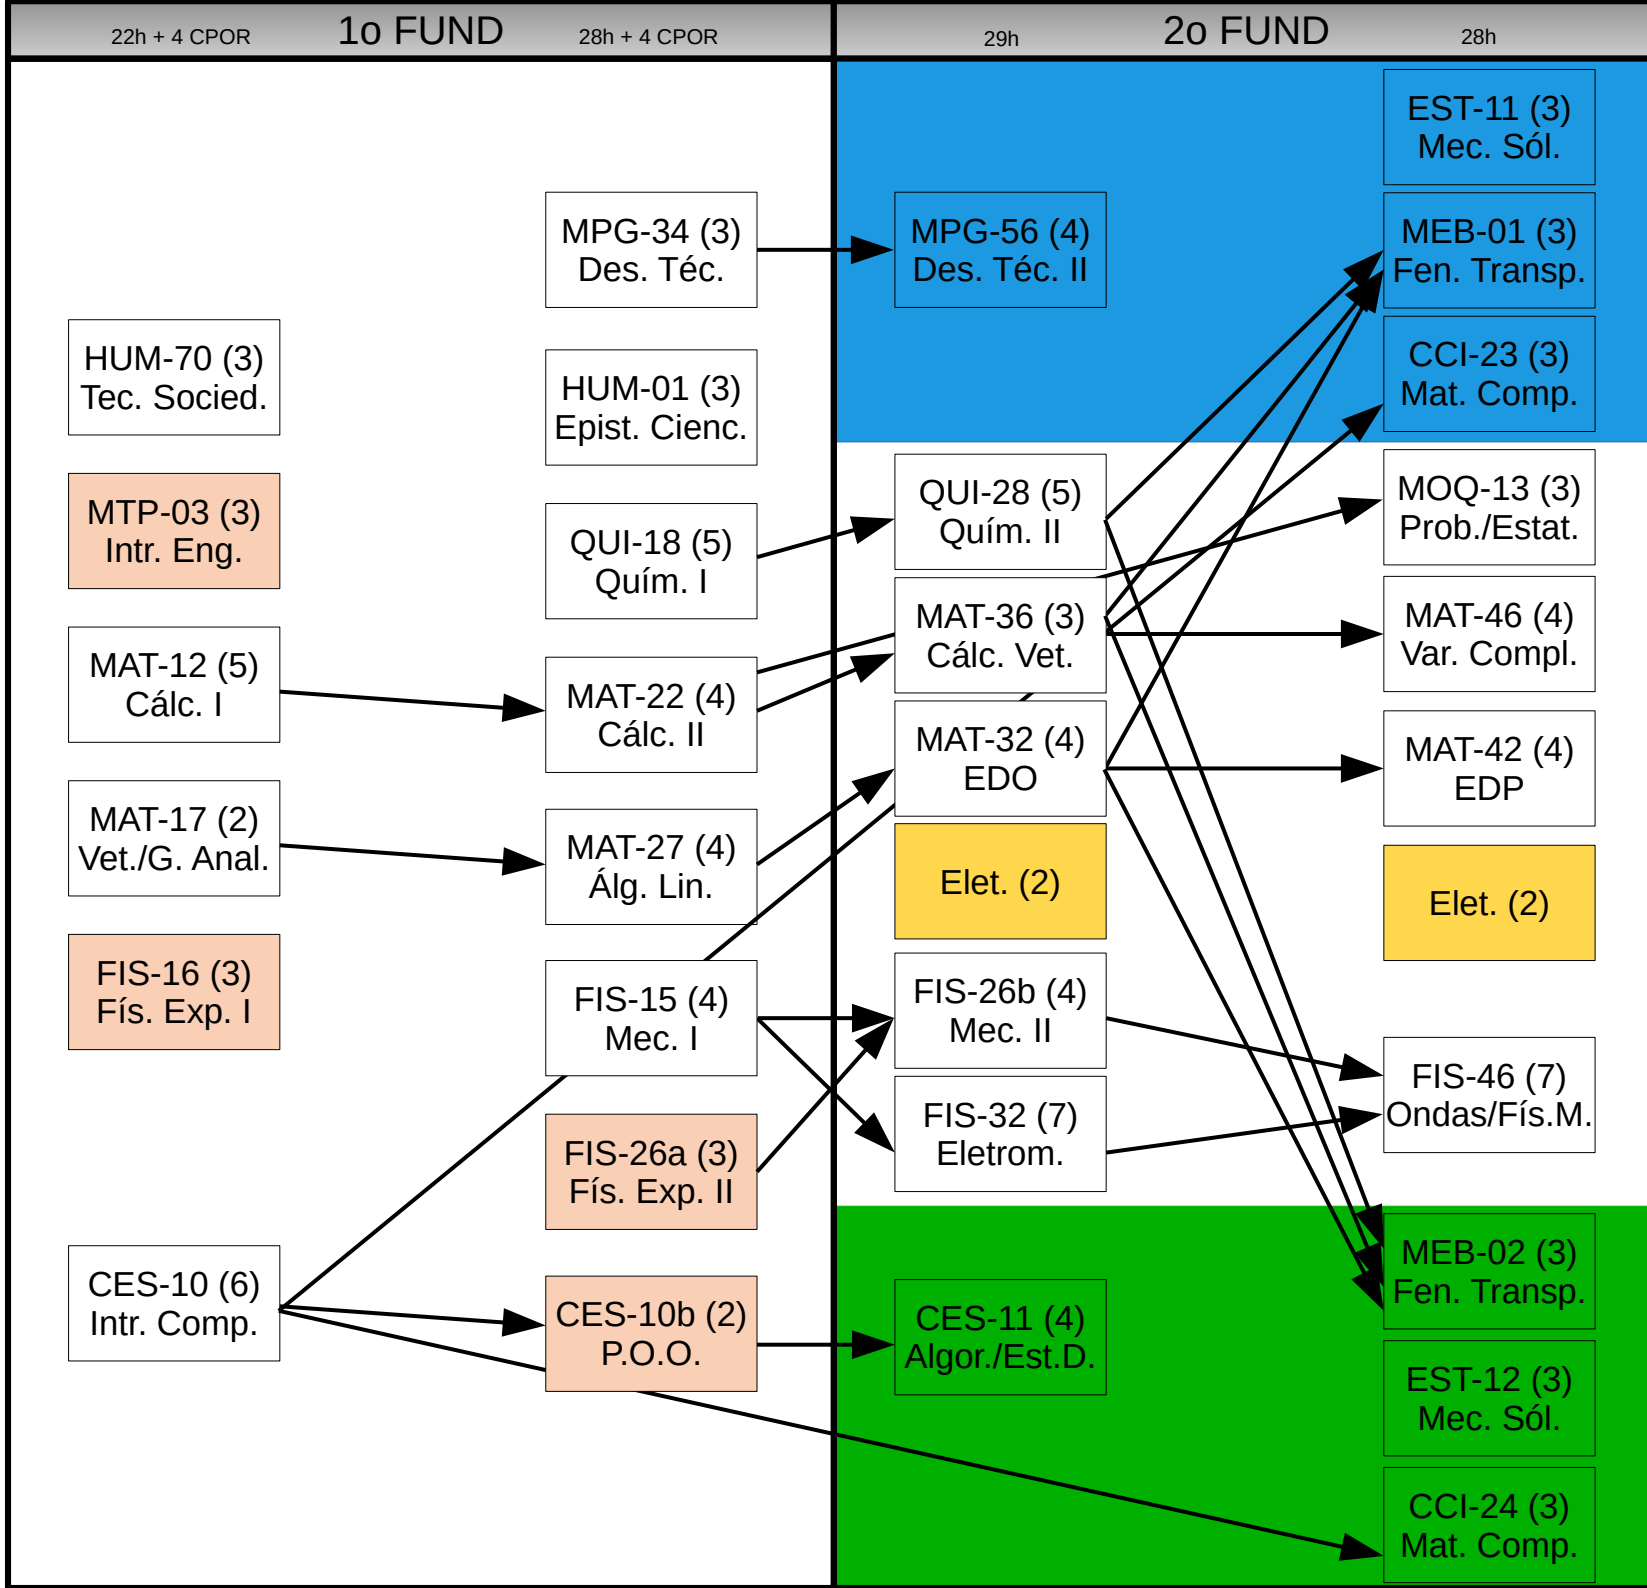 22h + 4 CPOR
1o FUND
28h + 4 CPOR
29h
2o FUND
28h
HUM-70 (3)
Tec. Socied.
MTP-03 (3)
Intr. Eng.
MAT-12 (5)
Cálc. I
MAT-17 (2)
Vet./G. Anal.
FIS-16 (3)
Fís. Exp. I
CES-10 (6)
Intr. Comp.
MPG-34 (3)
Des. Téc.
HUM-01 (3)
Epist. Cienc.
QUI-18 (5)
Quím. I
MAT-22 (4)
Cálc. II
MAT-27 (4)
Álg. Lin.
FIS-15 (4)
Mec. I
FIS-26a (3)
Fís. Exp. II
CES-10b (2)
P.O.O.
MPG-56 (4)
Des. Téc. II
QUI-28 (5)
Quím. II
MAT-36 (3)
Cálc. Vet.
MAT-32 (4)
EDO
Elet. (2)
FIS-26b (4)
Mec. II
FIS-32 (7)
Eletrom.
CES-11 (4)
Algor./Est.D.
EST-11 (3)
Mec. Sól.
MEB-01 (3)
Fen. Transp.
CCI-23 (3)
Mat. Comp.
MOQ-13 (3)
Prob./Estat.
MAT-46 (4)
Var. Compl.
MAT-42 (4)
EDP
Elet. (2)
FIS-46 (7)
Ondas/Fís.M.
MEB-02 (3)
Fen. Transp.
EST-12 (3)
Mec. Sól.
CCI-24 (3)
Mat. Comp.